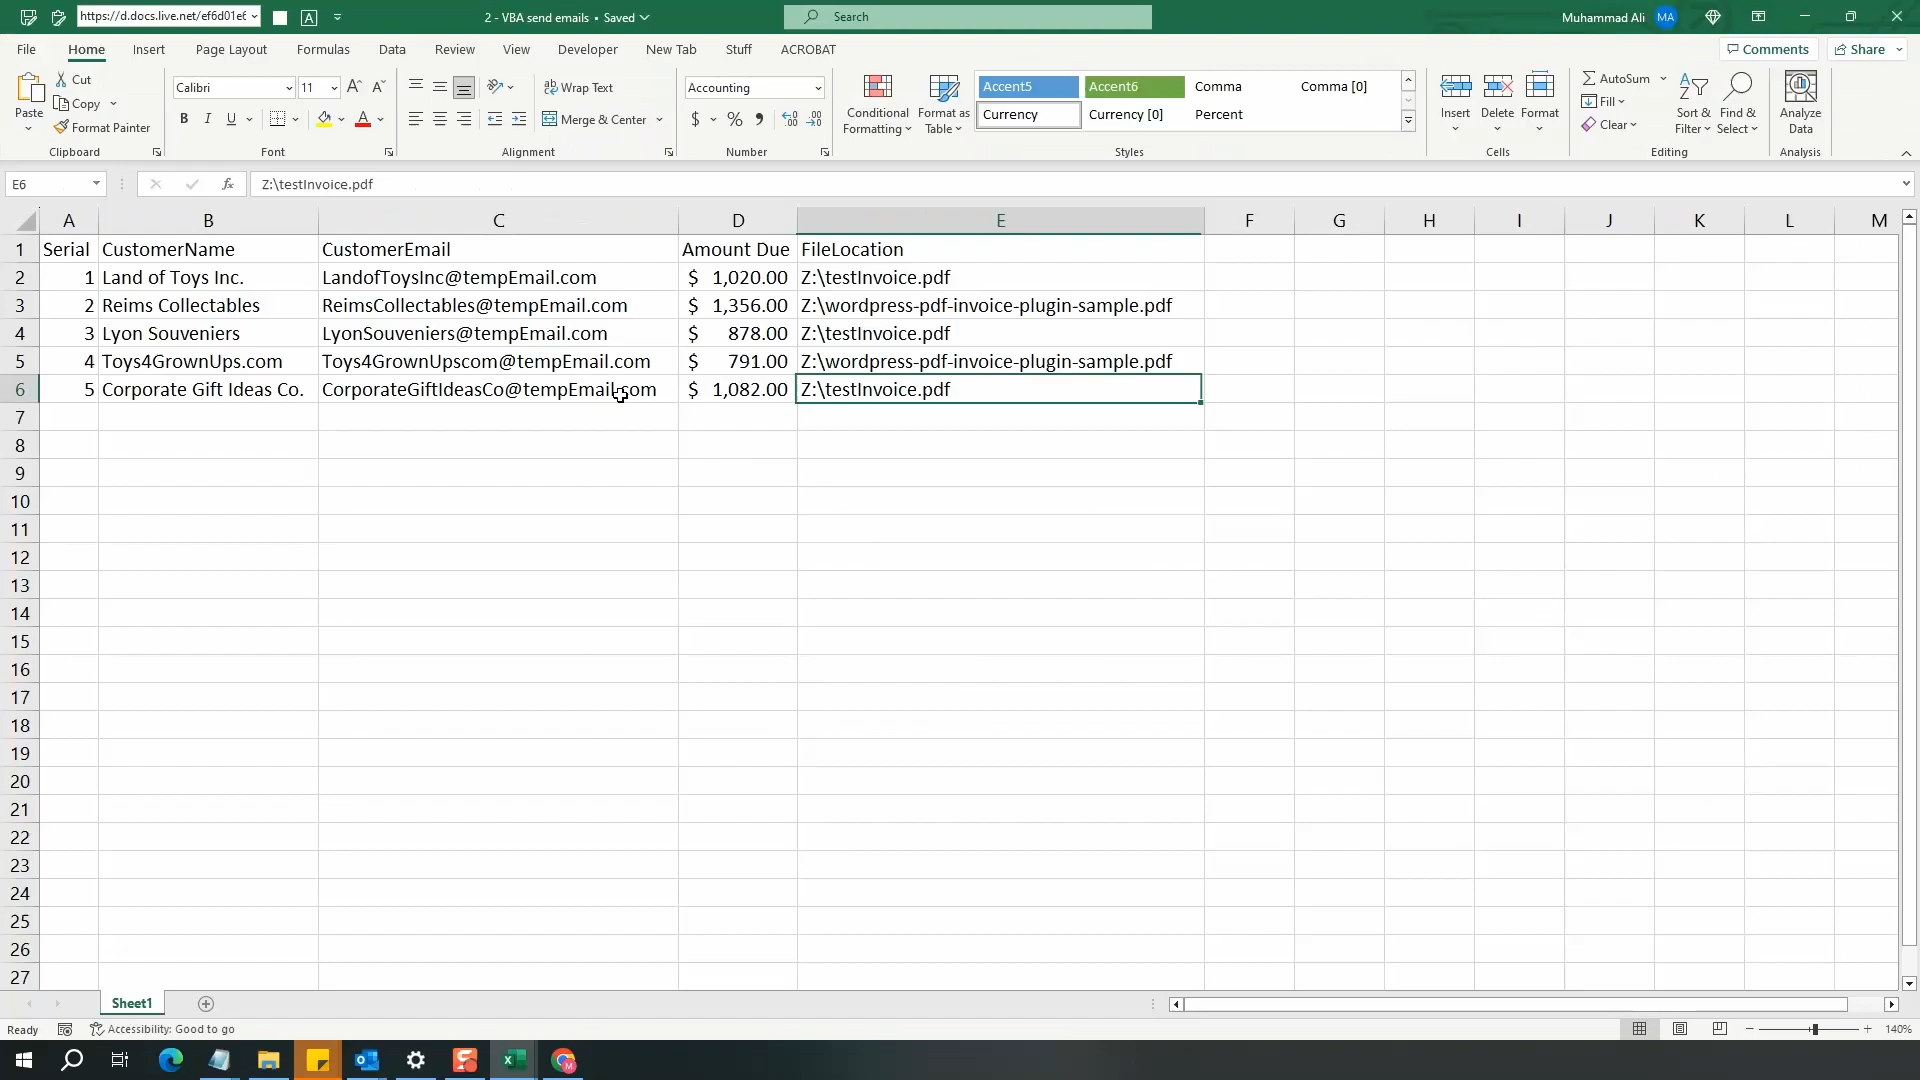 https://d.docs.live.net/ef6d01e6
2 - VBA send emails • Saved
Search
Muhammad Ali
MA
File Home Insert Page Layout Formulas Data Review View Developer New Tab Stuff ACROBAT
Comments
Share
Paste
Cut
Copy
Format Painter
Clipboard
Calibri
11
B I U
Font
Wrap Text
Merge & Center
Alignment
Accounting
$ % 9
Number
Conditional Formatting
Format as Table
Accent5 Accent6 Comma Comma [0]
Currency Currency [0] Percent
Styles
Insert
Delete
Format
Cells
AutoSum
Fill
Clear
Sort & Filter
Find & Select
Editing
Analyze Data
Analysis
E6
fx
Z:\testInvoice.pdf
A B C D E F G H I J K L M
1 Serial CustomerName CustomerEmail Amount Due FileLocation
2 1 Land of Toys Inc. LandofToysInc@tempEmail.com $ 1,020.00 Z:\testInvoice.pdf
3 2 Reims Collectables ReimsCollectables@tempEmail.com $ 1,356.00 Z:\wordpress-pdf-invoice-plugin-sample.pdf
4 3 Lyon Souveniers LyonSouveniers@tempEmail.com $ 878.00 Z:\testInvoice.pdf
5 4 Toys4GrownUps.com Toys4GrownUpscom@tempEmail.com $ 791.00 Z:\wordpress-pdf-invoice-plugin-sample.pdf
6 5 Corporate Gift Ideas Co. CorporateGiftIdeasCo@tempEmail.com $ 1,082.00 Z:\testInvoice.pdf
7
8
9
10
11
12
13
14
15
16
17
18
19
20
21
22
23
24
25
26
27
Sheet1
Ready
Accessibility: Good to go
140%